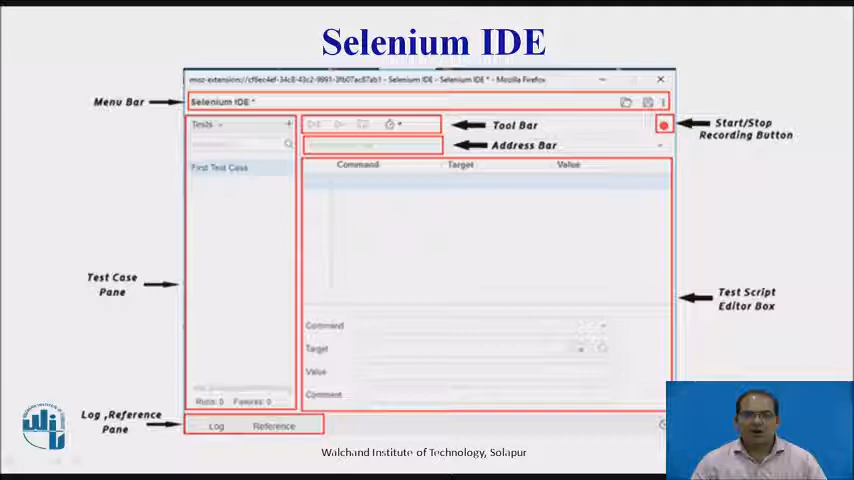 Selenium IDE
moz-extension://cf6ec4ef-34c8-43c2-9891-3fb07ac87ab1 - Selenium IDE - Selenium IDE * - Mozilla Firefox
Menu Bar
Selenium IDE *
Tests
Tool Bar
Start/Stop
Recording Button
Address Bar
Command Target Value
First Test Case
Test Case
Pane
Test Script
Editor Box
Command
Target
Value
Comment
Runs: 0 Failures: 0
Log ,Reference
Pane
Log Reference
Walchand Institute of Technology, Solapur